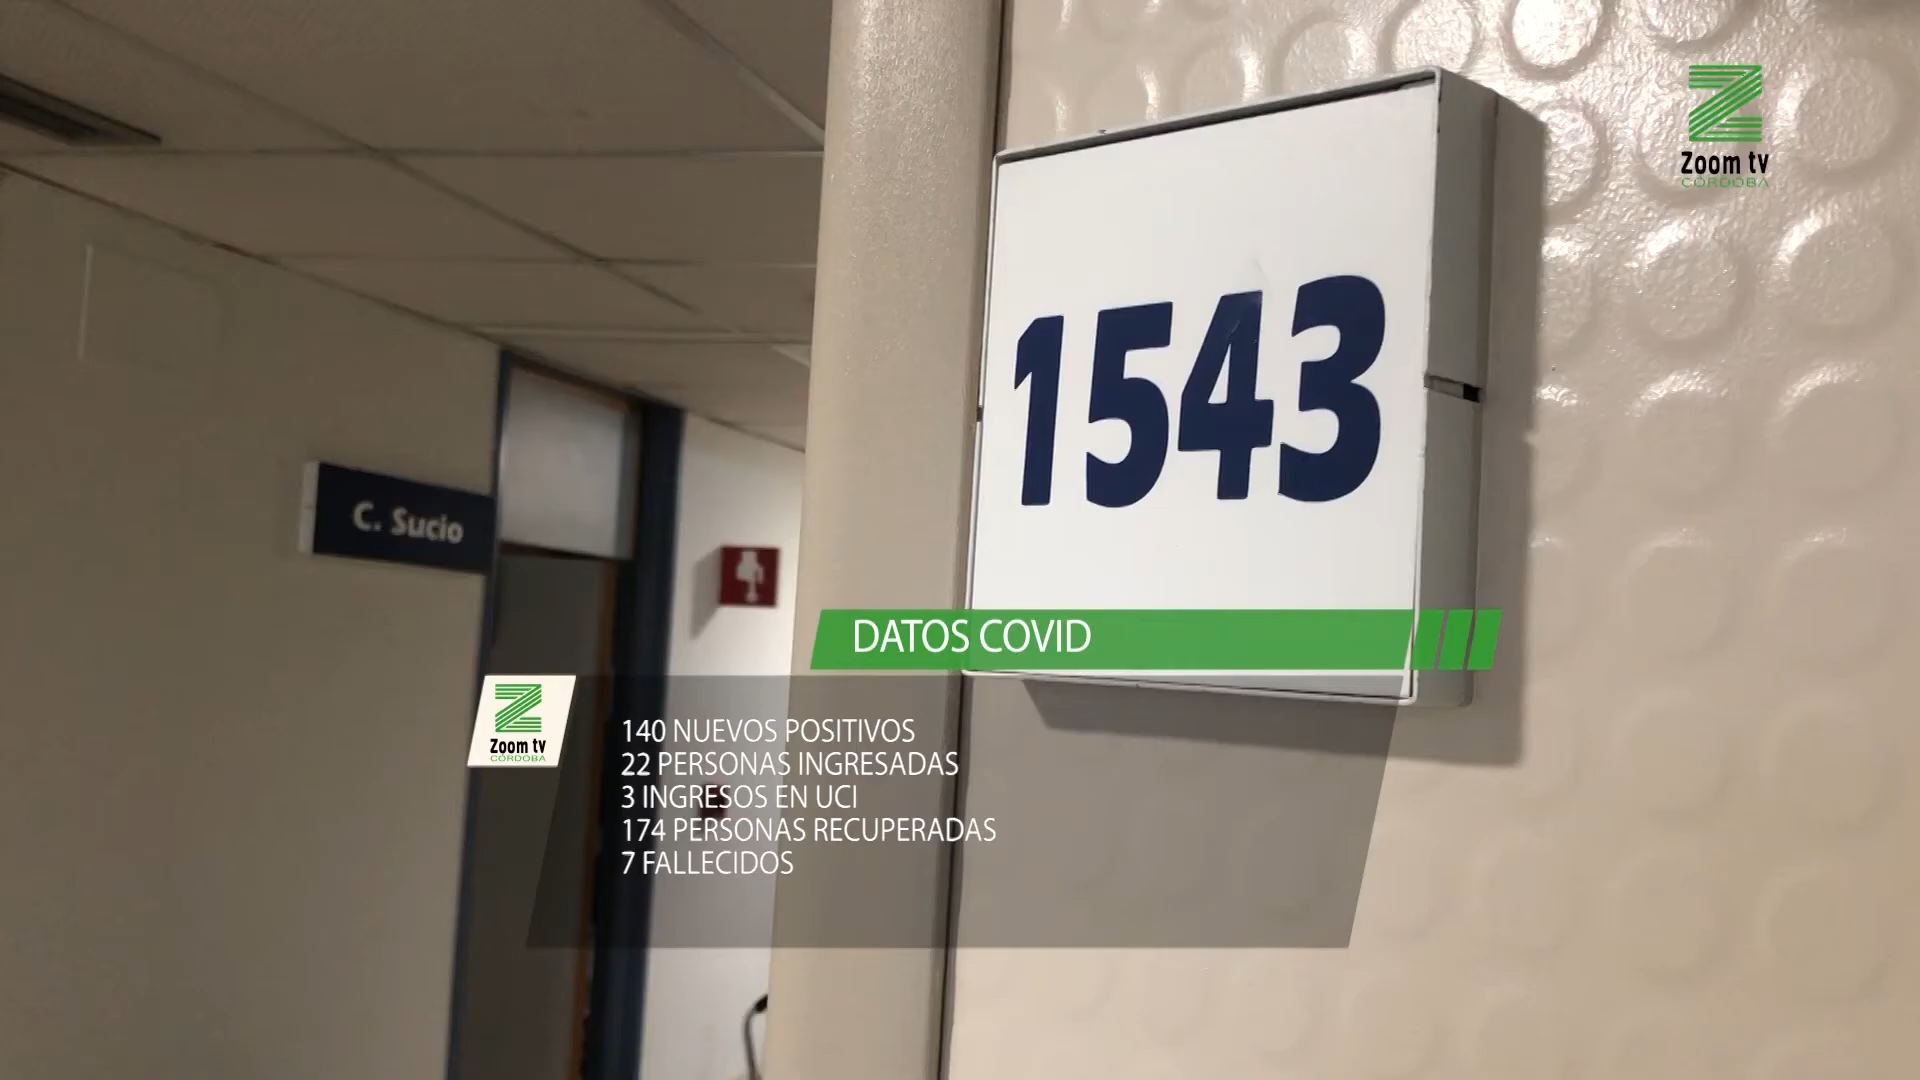 Zoom tv
CÓRDOBA
1543
C. Sucio
DATOS COVID
Zoom tv
CÓRDOBA
140 NUEVOS POSITIVOS
22 PERSONAS INGRESADAS
3 INGRESOS EN UCI
174 PERSONAS RECUPERADAS
7 FALLECIDOS